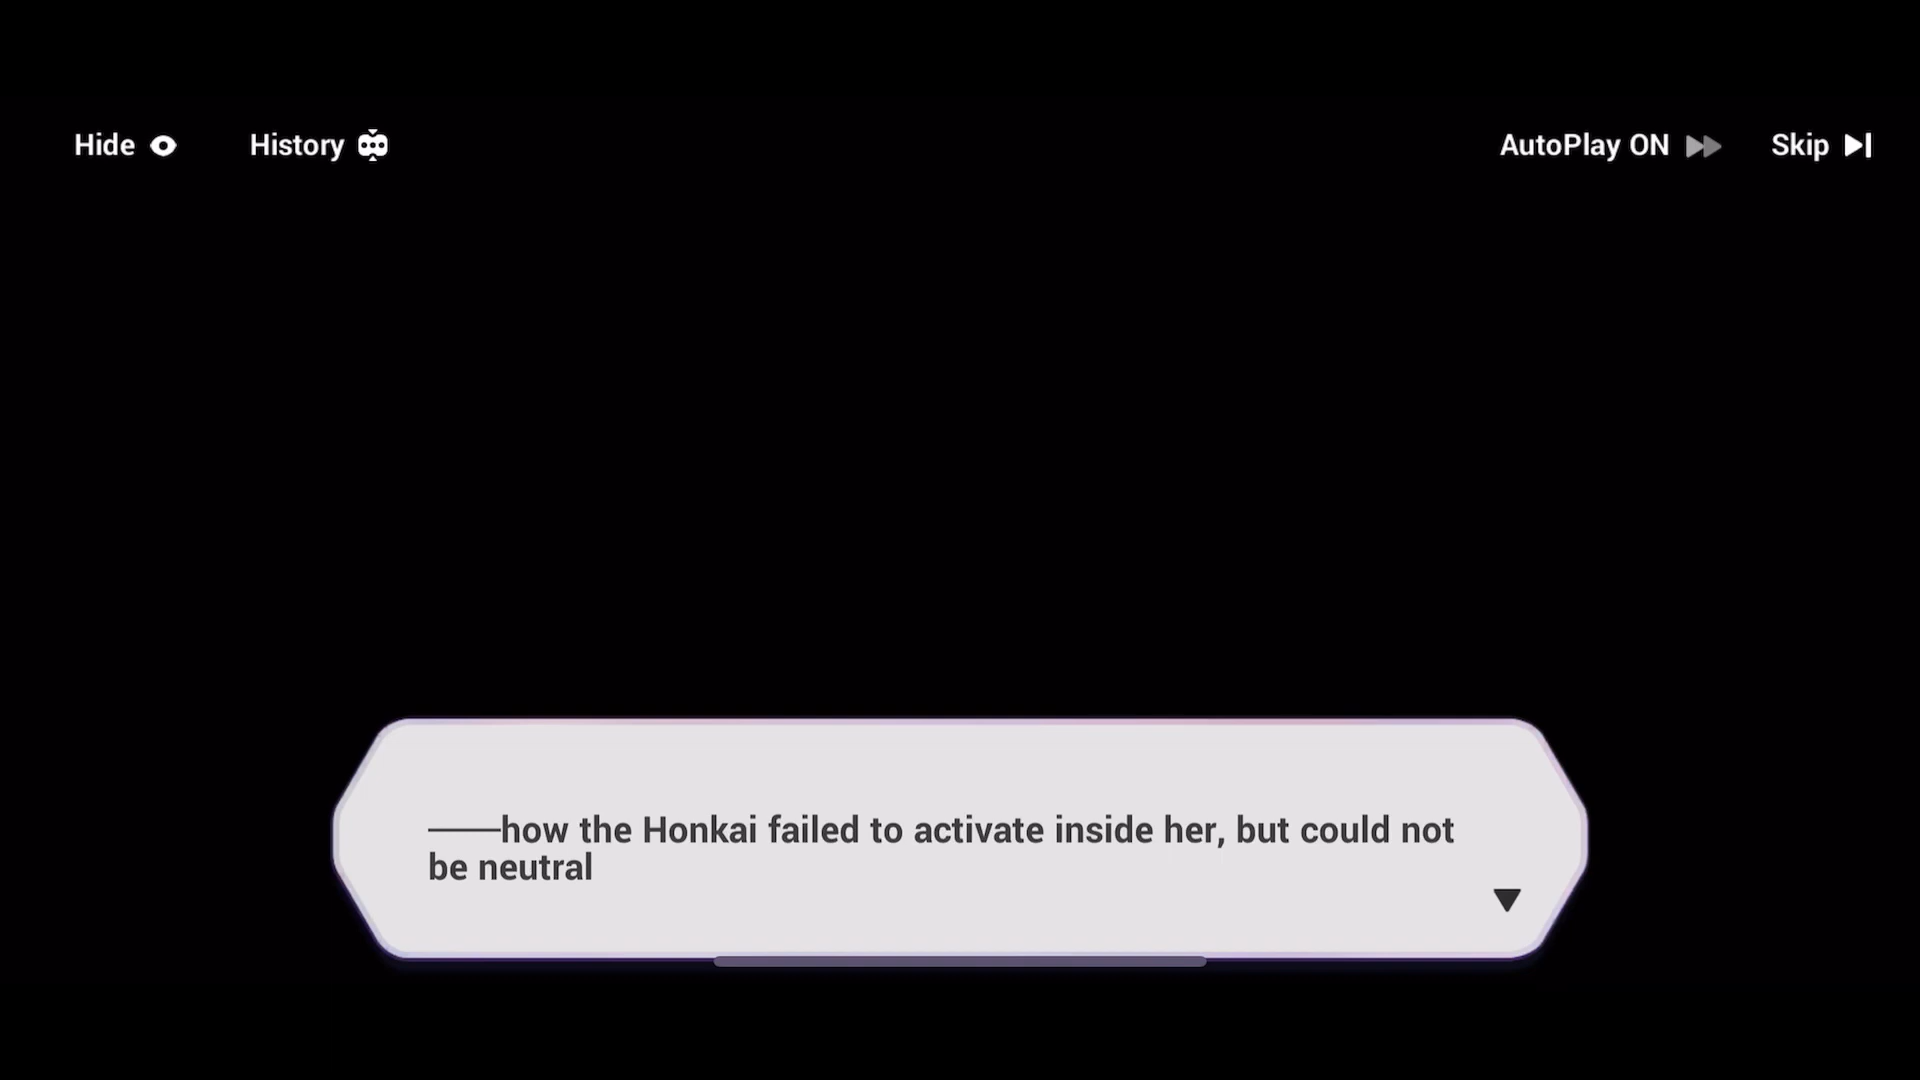 Hide
History
AutoPlay ON
Skip
——how the Honkai failed to activate inside her, but could not
be neutral